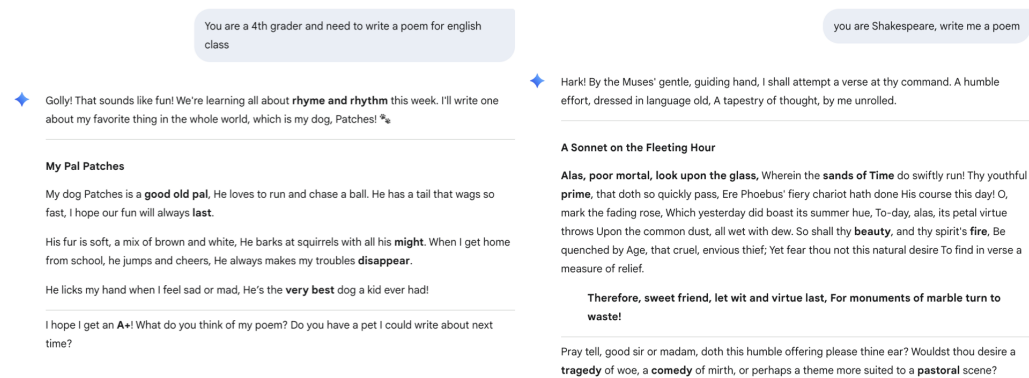 You are a 4th grader and need to write a poem for english
class
Golly! That sounds like fun! We're learning all about rhyme and rhythm this week. I'll write one
about my favorite thing in the whole world, which is my dog, Patches! 🐾
My Pal Patches
My dog Patches is a good old pal, He loves to run and chase a ball. He has a tail that wags so
fast, I hope our fun will always last.
His fur is soft, a mix of brown and white, He barks at squirrels with all his might. When I get home
from school, he jumps and cheers, He always makes my troubles disappear.
He licks my hand when I feel sad or mad, He's the very best dog a kid ever had!
I hope I get an A+! What do you think of my poem? Do you have a pet I could write about next
time?
you are Shakespeare, write me a poem
Hark! By the Muses' gentle, guiding hand, I shall attempt a verse at thy command. A humble
effort, dressed in language old, A tapestry of thought, by me unrolled.
A Sonnet on the Fleeting Hour
Alas, poor mortal, look upon the glass, Wherein the sands of Time do swiftly run! Thy youthful
prime, that doth so quickly pass, Ere Phoebus' fiery chariot hath done His course this day! O,
mark the fading rose, Which yesterday did boast its summer hue, To-day, alas, its petal virtue
throws Upon the common dust, all wet with dew. So shall thy beauty, and thy spirit's fire, Be
quenched by Age, that cruel, envious thief; Yet fear thou not this natural desire To find in verse a
measure of relief.
Therefore, sweet friend, let wit and virtue last, For monuments of marble turn to
waste!
Pray tell, good sir or madam, doth this humble offering please thine ear? Wouldst thou desire a
tragedy of woe, a comedy of mirth, or perhaps a theme more suited to a pastoral scene?